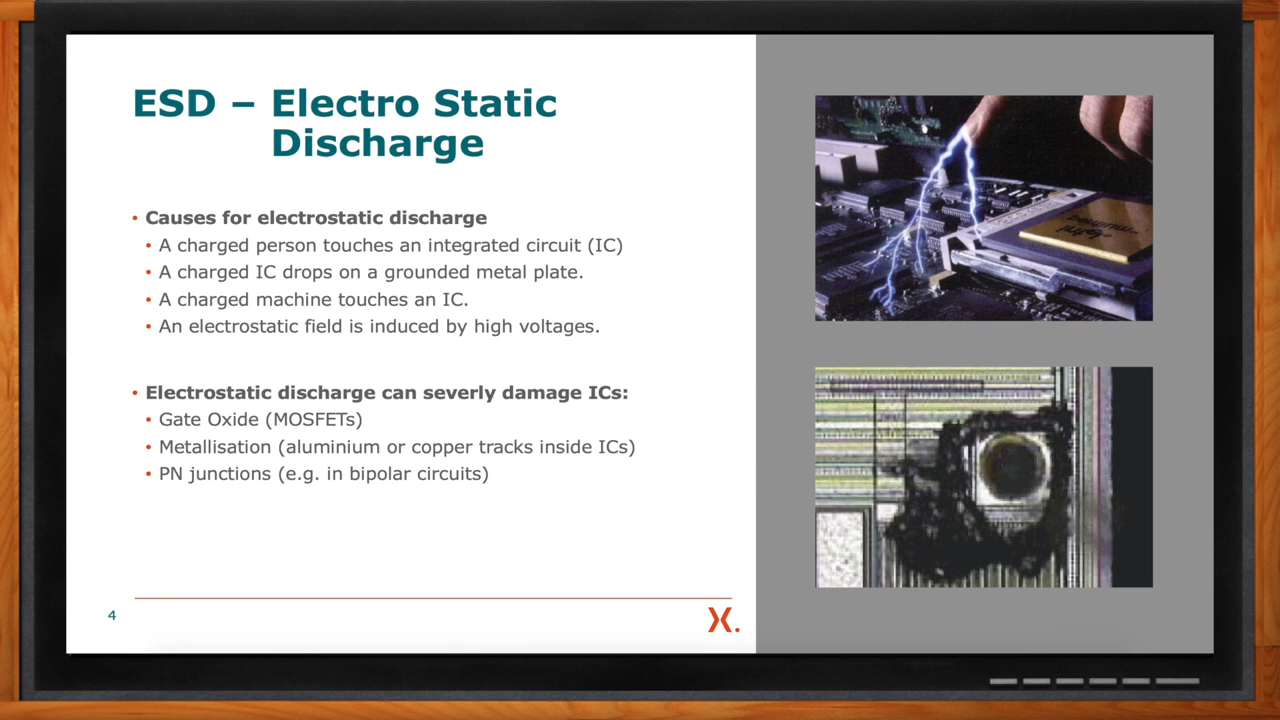 ESD – Electro Static
Discharge
• Causes for electrostatic discharge
• A charged person touches an integrated circuit (IC)
• A charged IC drops on a grounded metal plate.
• A charged machine touches an IC.
• An electrostatic field is induced by high voltages.
• Electrostatic discharge can severly damage ICs:
• Gate Oxide (MOSFETs)
• Metallisation (aluminium or copper tracks inside ICs)
• PN junctions (e.g. in bipolar circuits)
4